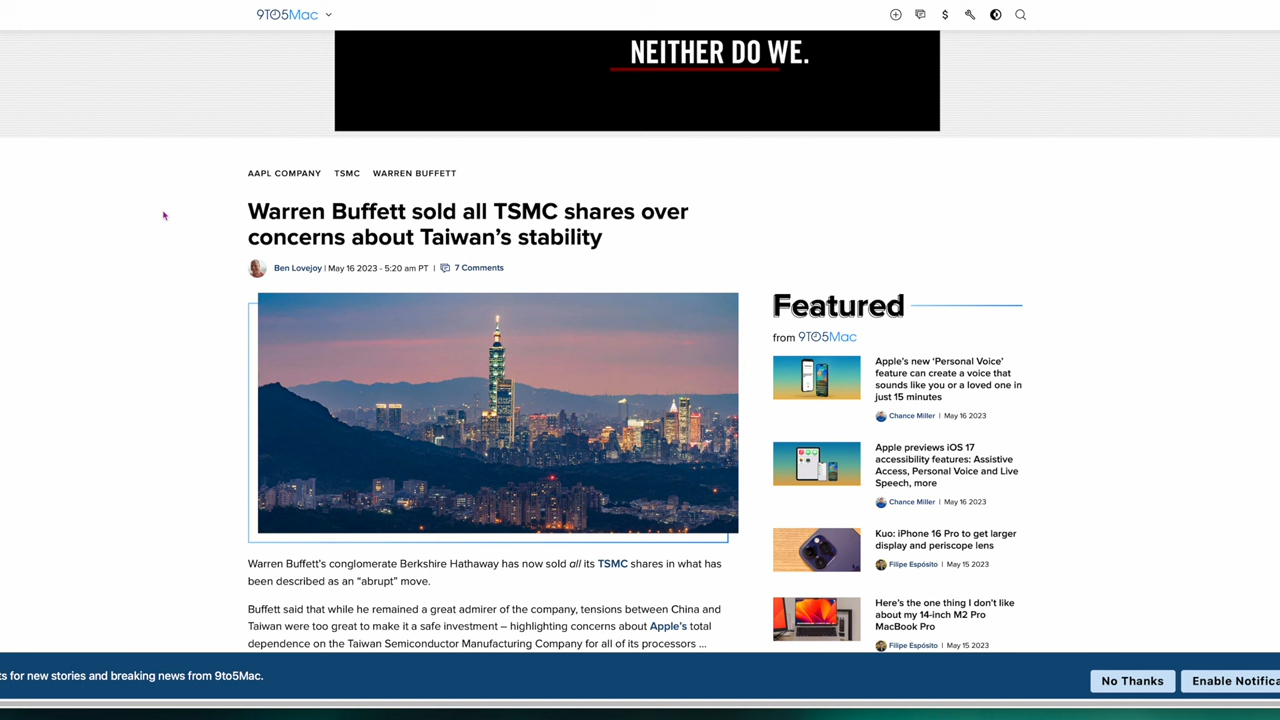 9TO5Mac
NEITHER DO WE.
AAPL COMPANY TSMC WARREN BUFFETT
Warren Buffett sold all TSMC shares over
concerns about Taiwan's stability
Ben Lovejoy | May 16 2023 - 5:20 am PT | 7 Comments
Warren Buffett's conglomerate Berkshire Hathaway has now sold all its TSMC shares in what has
been described as an “abrupt” move.
Buffett said that while he remained a great admirer of the company, tensions between China and
Taiwan were too great to make it a safe investment – highlighting concerns about Apple's total
dependence on the Taiwan Semiconductor Manufacturing Company for all of its processors ...
Featured
from 9TO5Mac
Apple's new ‘Personal Voice’
feature can create a voice that
sounds like you or a loved one in
just 15 minutes
Chance Miller | May 16 2023
Apple previews iOS 17
accessibility features: Assistive
Access, Personal Voice and Live
Speech, more
Chance Miller | May 16 2023
Kuo: iPhone 16 Pro to get larger
display and periscope lens
Filipe Espósito | May 15 2023
Here's the one thing I don't like
about my 14-inch M2 Pro
MacBook Pro
Filipe Espósito | May 15 2023
ts for new stories and breaking news from 9to5Mac.
No Thanks
Enable Notifica